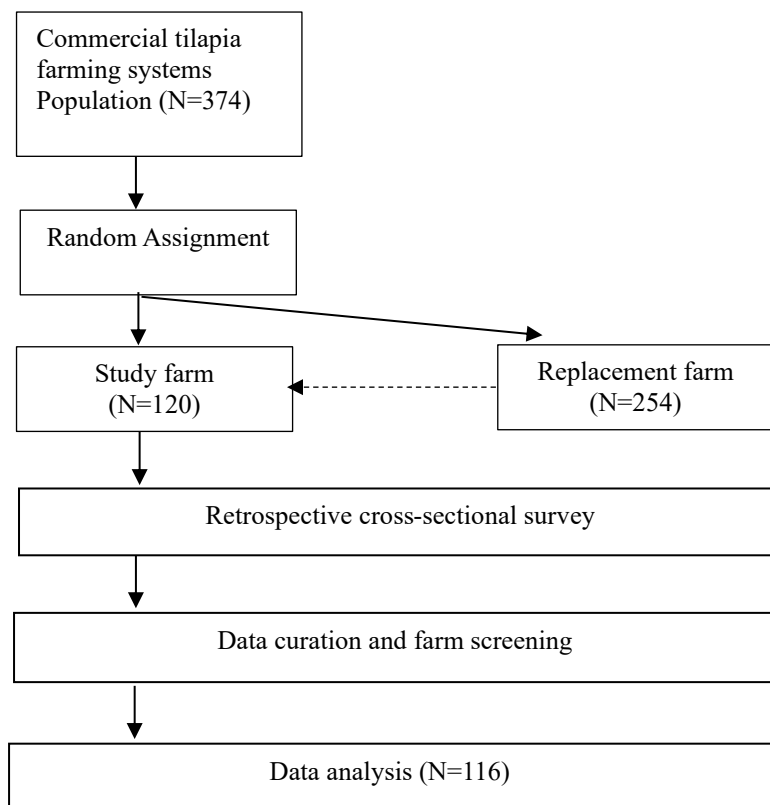 Commercial tilapia
farming systems
Population (N=374)
Random Assignment
Study farm
(N=120)
Replacement farm
(N=254)
Retrospective cross-sectional survey
Data curation and farm screening
Data analysis (N=116)